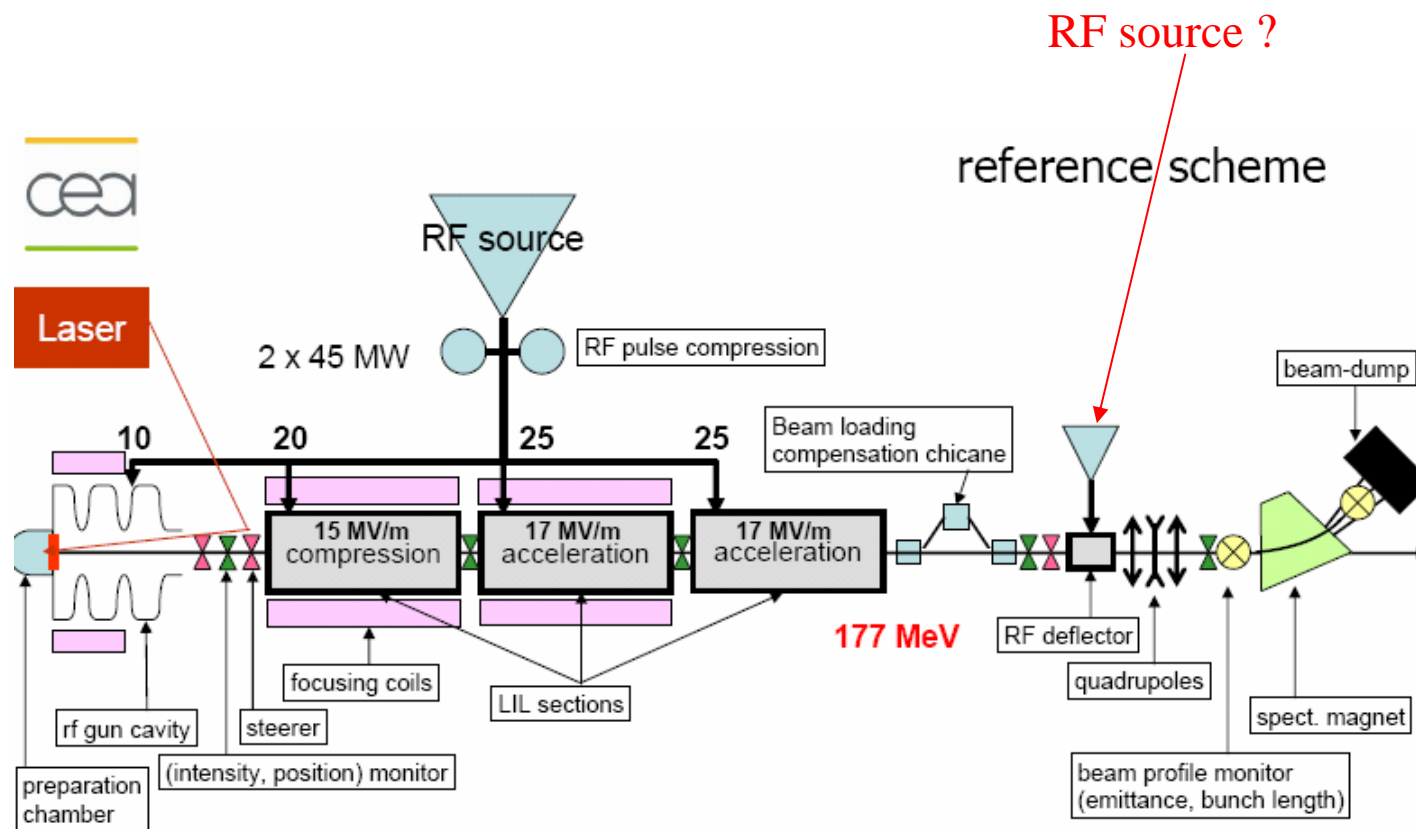 RF source ?
cea
reference scheme
RF source
Laser
2 x 45 MW
RF pulse compression
beam-dump
10
20
25
25
Beam loading
compensation chicane
15 MV/m
compression
17 MV/m
acceleration
17 MV/m
acceleration
177 MeV
RF deflector
focusing coils
LIL sections
quadrupoles
rf gun cavity
steerer
spect. magnet
(intensity, position) monitor
preparation
chamber
beam profile monitor
(emittance, bunch length)